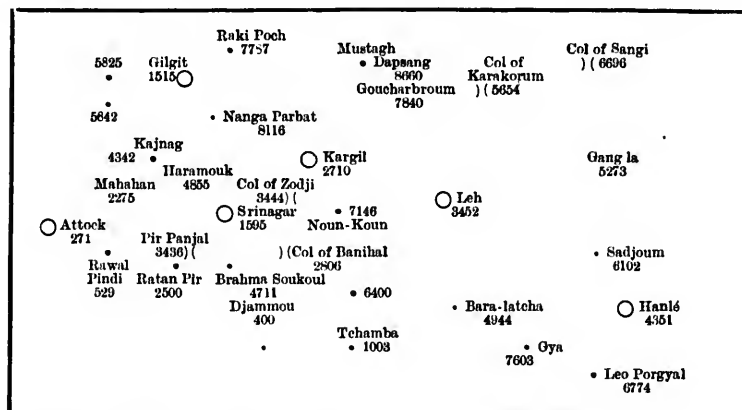 Raki Poch
7787
5825
Gilgit
1515
Mustagh
Dapsang
8660
Goucharbroum
7840
Col of
Karakorum
) ( 5654
Col of Sangi
) ( 6696
5642
Nanga Parbat
8116
Kajnag
4342
Haramouk
4855
Mahahan
2275
Kargil
2710
Col of Zodji
3444) (
Gang la
5273
Leh
3452
Srinagar
1595
7146
Noun-Koun
Attock
271
Pir Panjal
3436) (
) (Col of Banihal
2806
Sadjoum
6102
Rawal
Pindi
529
Ratan Pir
2500
Brahma Soukoul
4711
6400
Djammou
400
Bara-latcha
4944
Hanlé
4351
Tchamba
1003
Gya
7603
Leo Porgyal
6774